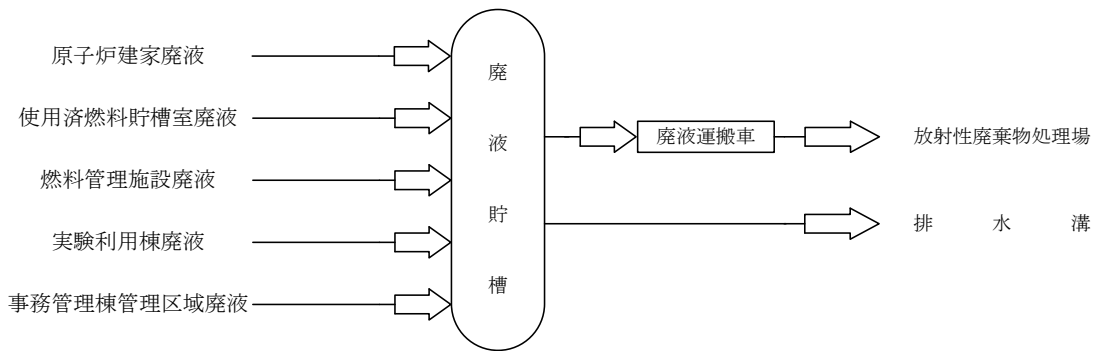 原子炉建家廃液
使用済燃料貯槽室廃液
燃料管理施設廃液
実験利用棟廃液
事務管理棟管理区域廃液
廃液貯槽
廃液運搬車
放射性廃棄物処理場
排水溝